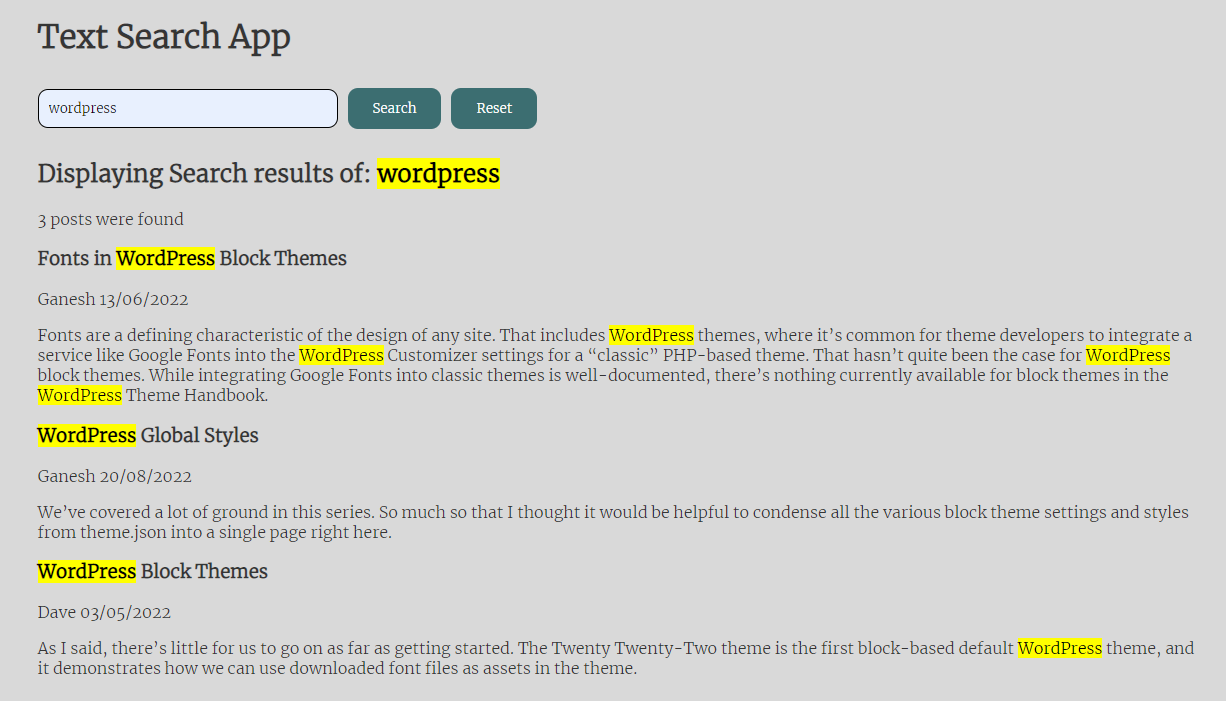 Text Search App
wordpress
Search
Reset
Displaying Search results of: wordpress
3 posts were found
Fonts in WordPress Block Themes
Ganesh 13/06/2022
Fonts are a defining characteristic of the design of any site. That includes WordPress themes, where it’s common for theme developers to integrate a
service like Google Fonts into the WordPress Customizer settings for a “classic” PHP-based theme. That hasn’t quite been the case for WordPress
block themes. While integrating Google Fonts into classic themes is well-documented, there’s nothing currently available for block themes in the
WordPress Theme Handbook.
WordPress Global Styles
Ganesh 20/08/2022
We’ve covered a lot of ground in this series. So much so that I thought it would be helpful to condense all the various block theme settings and styles
from theme.json into a single page right here.
WordPress Block Themes
Dave 03/05/2022
As I said, there’s little for us to go on as far as getting started. The Twenty Twenty-Two theme is the first block-based default WordPress theme, and
it demonstrates how we can use downloaded font files as assets in the theme.